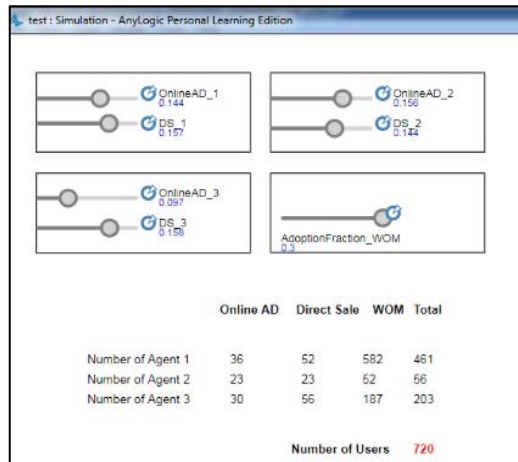 test : Simulation - AnyLogic Personal Learning Edition
OnlineAD_1
0.144
DS_1
0.157
OnlineAD_2
0.156
DS_2
0.144
OnlineAD_3
0.097
DS_3
0.158
AdoptionFraction_WOM
0.3
Online AD Direct Sale WOM Total
Number of Agent 1 36 52 582 461
Number of Agent 2 23 23 52 56
Number of Agent 3 30 56 187 203
Number of Users 720